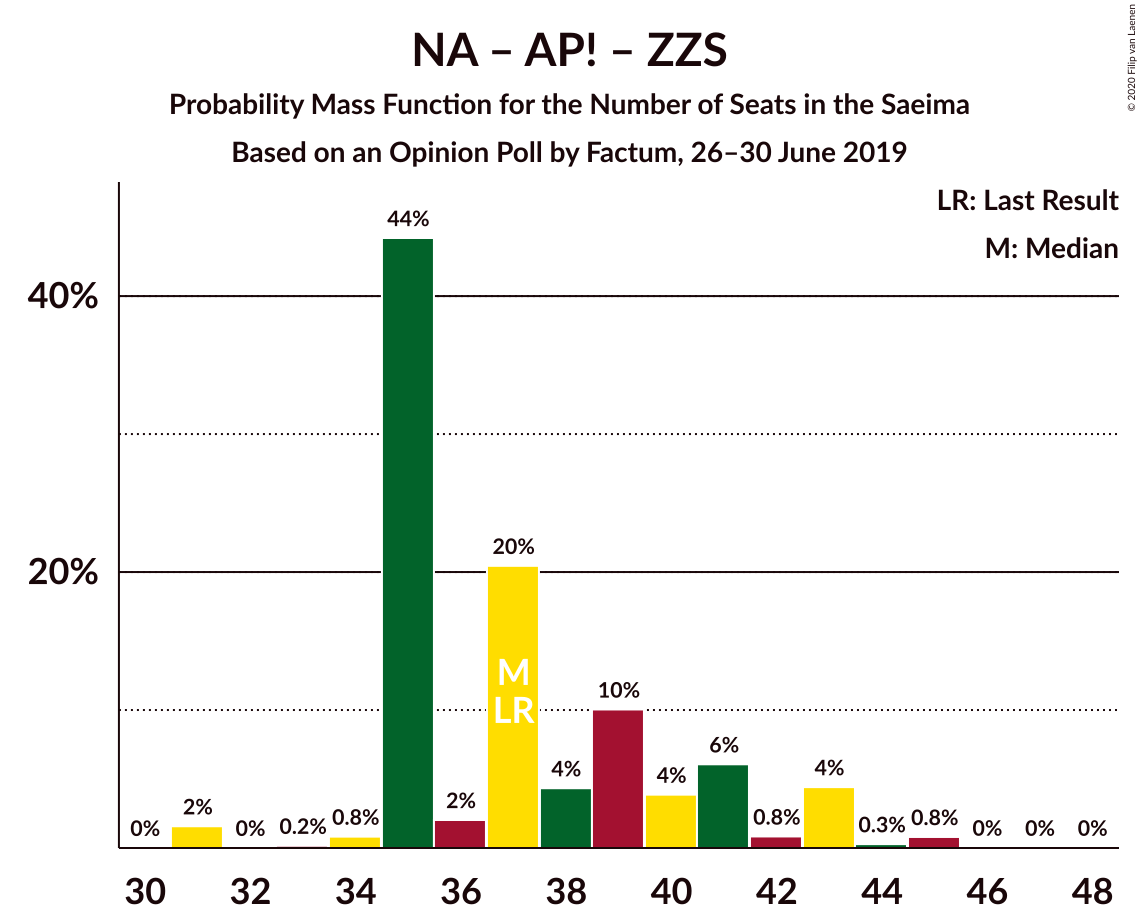 NA – AP! – ZZS
Probability Mass Function for the Number of Seats in the Saeima
Based on an Opinion Poll by Factum, 26–30 June 2019
© 2020 Filip van Laenen
LR: Last Result
M: Median
40%
20%
0%
2%
0%
0.2%
0.8%
44%
2%
20%
4%
10%
4%
6%
0.8%
4%
0.3%
0.8%
0%
0%
0%
M
LR
30 32 34 36 38 40 42 44 46 48